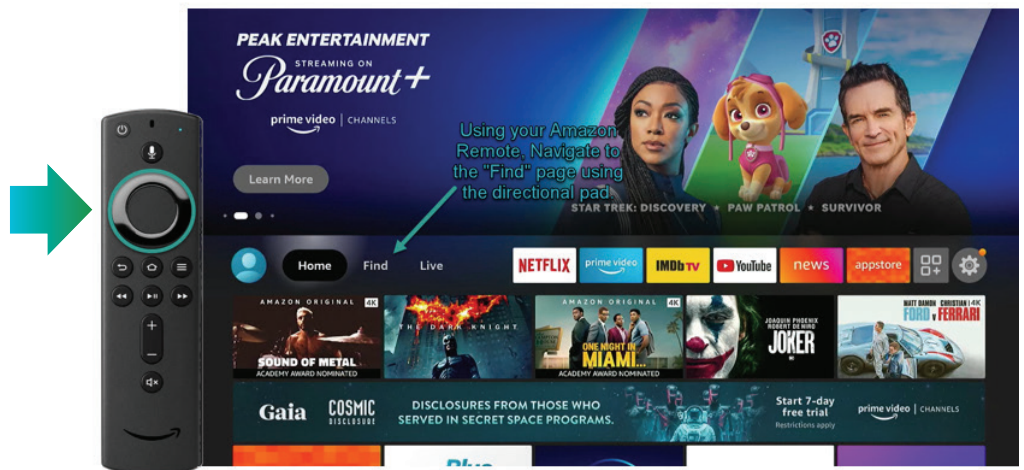 PEAK ENTERTAINMENT
STREAMING ON
Paramount+
prime video | CHANNELS
Using your Amazon
Remote, Navigate to
the "Find" page using
the directional pad.
Learn More
STAR TREK: DISCOVERY ★ PAW PATROL ★ SURVIVOR
Home Find Live NETFLIX prime video IMDb TV YouTube news appstore
AMAZON ORIGINAL 4K
SOUND OF METAL
ACADEMY AWARD NOMINATED
THE DARK KNIGHT
AMAZON ORIGINAL 4K
ONE NIGHT IN
MIAMI...
ACADEMY AWARD NOMINATED
JOAQUIN PHOENIX
ROBERT DE NIRO
JOKER
MATT DAMON CHRISTIAN 4K
FORD v FERRARI
Gaia
COSMIC
DISCLOSURE
DISCLOSURES FROM THOSE WHO
SERVED IN SECRET SPACE PROGRAMS.
Start 7-day
free trial
Restrictions apply
prime video | CHANNELS